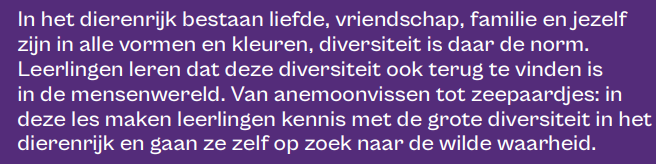 In het dierenrijk bestaan liefde, vriendschap, familie en jezelf
zijn in alle vormen en kleuren, diversiteit is daar de norm.
Leerlingen leren dat deze diversiteit ook terug te vinden is
in de mensenwereld. Van anemoonvissen tot zeepaardjes: in
deze les maken leerlingen kennis met de grote diversiteit in het
dierenrijk en gaan ze zelf op zoek naar de wilde waarheid.